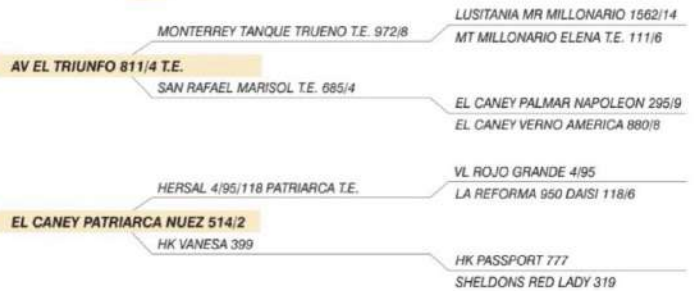 LUSITANIA MR MILLONARIO 1562/14
MONTERREY TANQUE TRUENO T.E. 972/8
MT MILLONARIO ELENA T.E. 111/6
AV EL TRIUNFO 811/4 T.E.
SAN RAFAEL MARISOL T.E. 685/4
EL CANEY PALMAR NAPOLEON 295/9
EL CANEY VERNO AMERICA 880/8
VL ROJO GRANDE 4/95
HERSAL 4/95/118 PATRIARCA T.E.
LA REFORMA 950 DAISI 118/6
EL CANEY PATRIARCA NUEZ 514/2
HK VANESA 399
HK PASSPORT 777
SHELDONS RED LADY 319